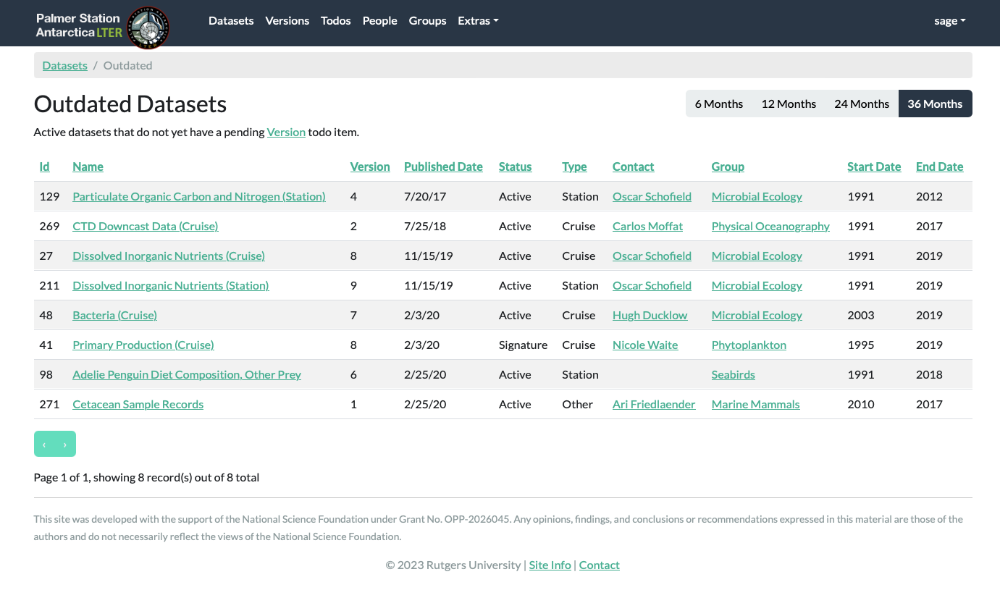 Palmer Station
Antarctica LTER
Datasets Versions Todos People Groups Extras sage
Datasets / Outdated
Outdated Datasets
6 Months 12 Months 24 Months 36 Months
Active datasets that do not yet have a pending Version todo item.
Id Name Version Published Date Status Type Contact Group Start Date End Date
129 Particulate Organic Carbon and Nitrogen (Station) 4 7/20/17 Active Station Oscar Schofield Microbial Ecology 1991 2012
269 CTD Downcast Data (Cruise) 2 7/25/18 Active Cruise Carlos Moffat Physical Oceanography 1991 2017
27 Dissolved Inorganic Nutrients (Cruise) 8 11/15/19 Active Cruise Oscar Schofield Microbial Ecology 1991 2019
211 Dissolved Inorganic Nutrients (Station) 9 11/15/19 Active Station Oscar Schofield Microbial Ecology 1991 2019
48 Bacteria (Cruise) 7 2/3/20 Active Cruise Hugh Ducklow Microbial Ecology 2003 2019
41 Primary Production (Cruise) 8 2/3/20 Signature Cruise Nicole Waite Phytoplankton 1995 2019
98 Adelie Penguin Diet Composition, Other Prey 6 2/25/20 Active Station Seabirds 1991 2018
271 Cetacean Sample Records 1 2/25/20 Active Other Ari Friedlaender Marine Mammals 2010 2017
‹ ›
Page 1 of 1, showing 8 record(s) out of 8 total
This site was developed with the support of the National Science Foundation under Grant No. OPP-2026045. Any opinions, findings, and conclusions or recommendations expressed in this material are those of the
authors and do not necessarily reflect the views of the National Science Foundation.
© 2023 Rutgers University | Site Info | Contact